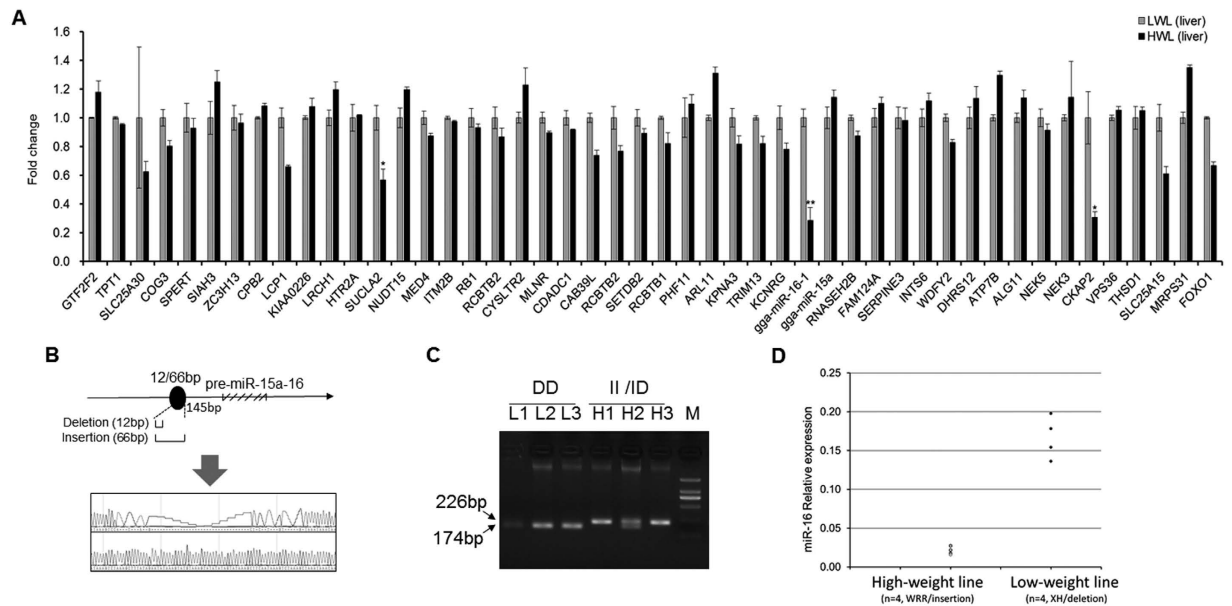 A
LWL (liver)
HWL (liver)
Fold change
1.6
1.4
1.2
1.0
0.8
0.6
0.4
0.2
0.0
*
**
*
GTF2F2
TPT1
SLC25A30
COG3
SPERT
SIAH3
ZC3H13
CPB2
LCP1
KIAA0226
LRCH1
HTR2A
SUCLA2
NUDT15
MED4
ITM2B
RB1
RCBTB2
CYSLTR2
MLNR
CDADC1
CAB39L
RCBTB2
SETDB2
RCBTB1
PHF11
ARL11
KPNA3
TRIM13
KCNRG
gga-miR-16-1
gga-miR-15a
RNASEH2B
FAM124A
SERPINE3
INTS6
WDFY2
DHRS12
ATP7B
ALG11
NEK5
NEK3
CKAP2
VPS36
THSD1
SLC25A15
MRPS31
FOXO1
B
12/66bp
pre-miR-15a-16
145bp
Deletion (12bp)
Insertion (66bp)
C
DD II /ID
L1 L2 L3 H1 H2 H3 M
226bp
174bp
D
miR-16 Relative expression
0.25
0.20
0.15
0.10
0.05
0.00
High-weight line
(n=4, WRR/insertion)
Low-weight line
(n=4, XH/deletion)